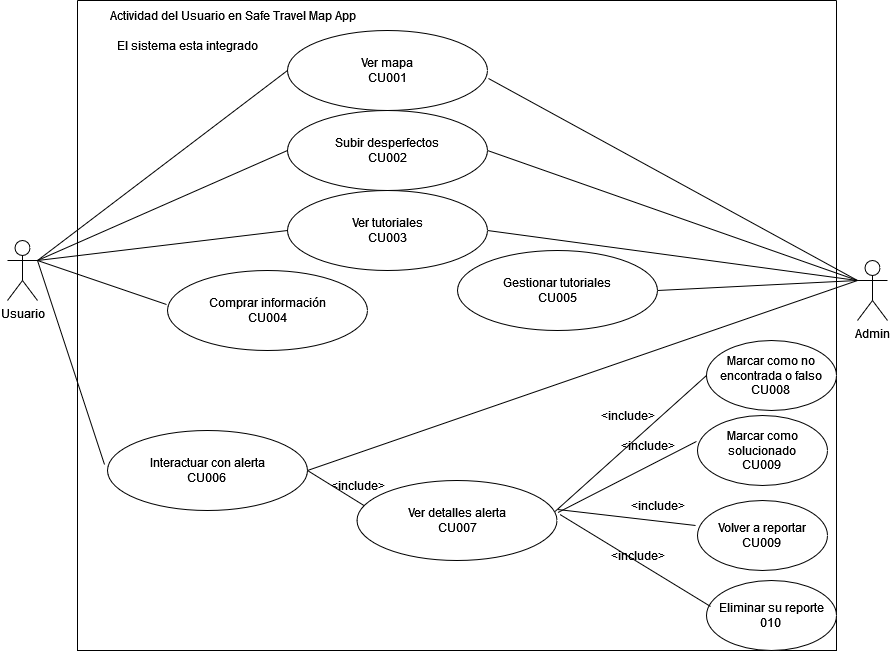 Actividad del Usuario en Safe Travel Map App
El sistema esta integrado
Ver mapa
CU001
Subir desperfectos
CU002
Ver tutoriales
CU003
Usuario
Comprar información
CU004
Gestionar tutoriales
CU005
Admin
Marcar como no
encontrada o falso
CU008
<include>
Marcar como
solucionado
CU009
<include>
Interactuar con alerta
CU006
<include>
Ver detalles alerta
CU007
<include>
Volver a reportar
CU009
<include>
Eliminar su reporte
010